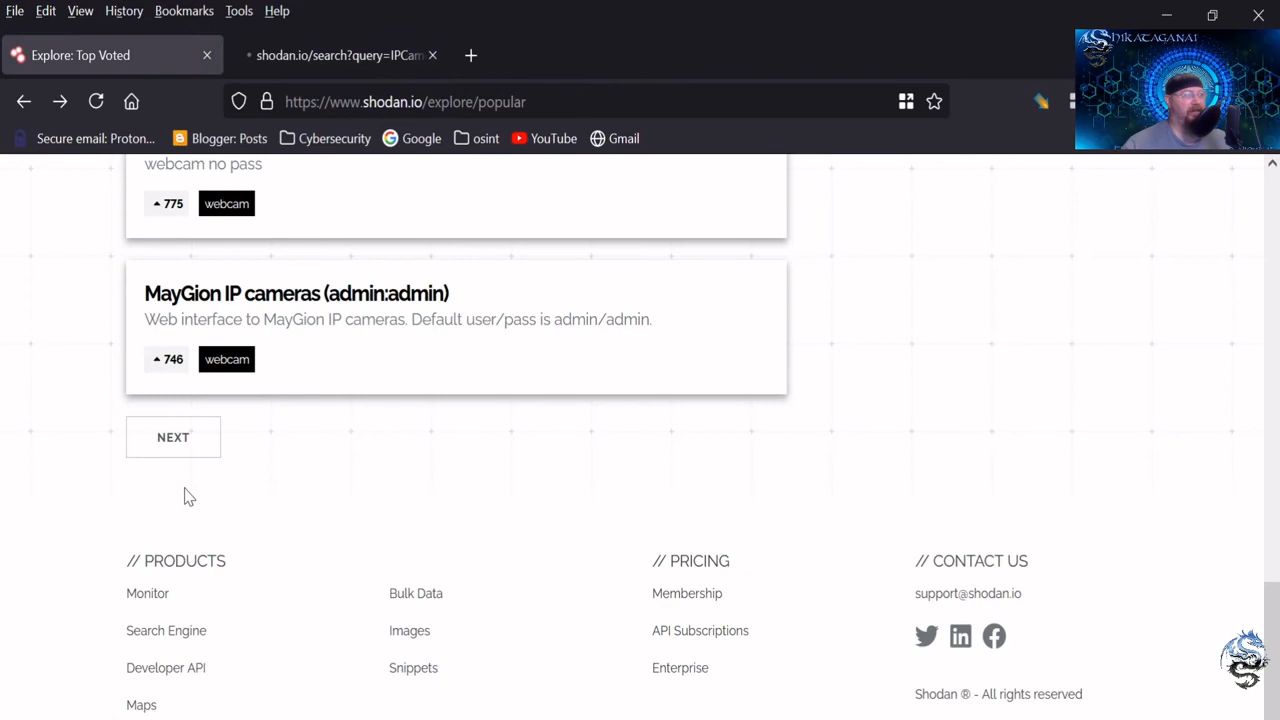 File Edit View History Bookmarks Tools Help
Explore: Top Voted
shodan.io/search?query=IPCam
SHIKATAGANAI
https://www.shodan.io/explore/popular
Secure email: Proton... Blogger: Posts Cybersecurity Google osint YouTube Gmail
webcam no pass
775 webcam
MayGion IP cameras (admin:admin)
Web interface to MayGion IP cameras. Default user/pass is admin/admin.
746 webcam
NEXT
// PRODUCTS // PRICING // CONTACT US
Monitor Bulk Data Membership support@shodan.io
Search Engine Images API Subscriptions
Developer API Snippets Enterprise
Maps
Shodan ® - All rights reserved